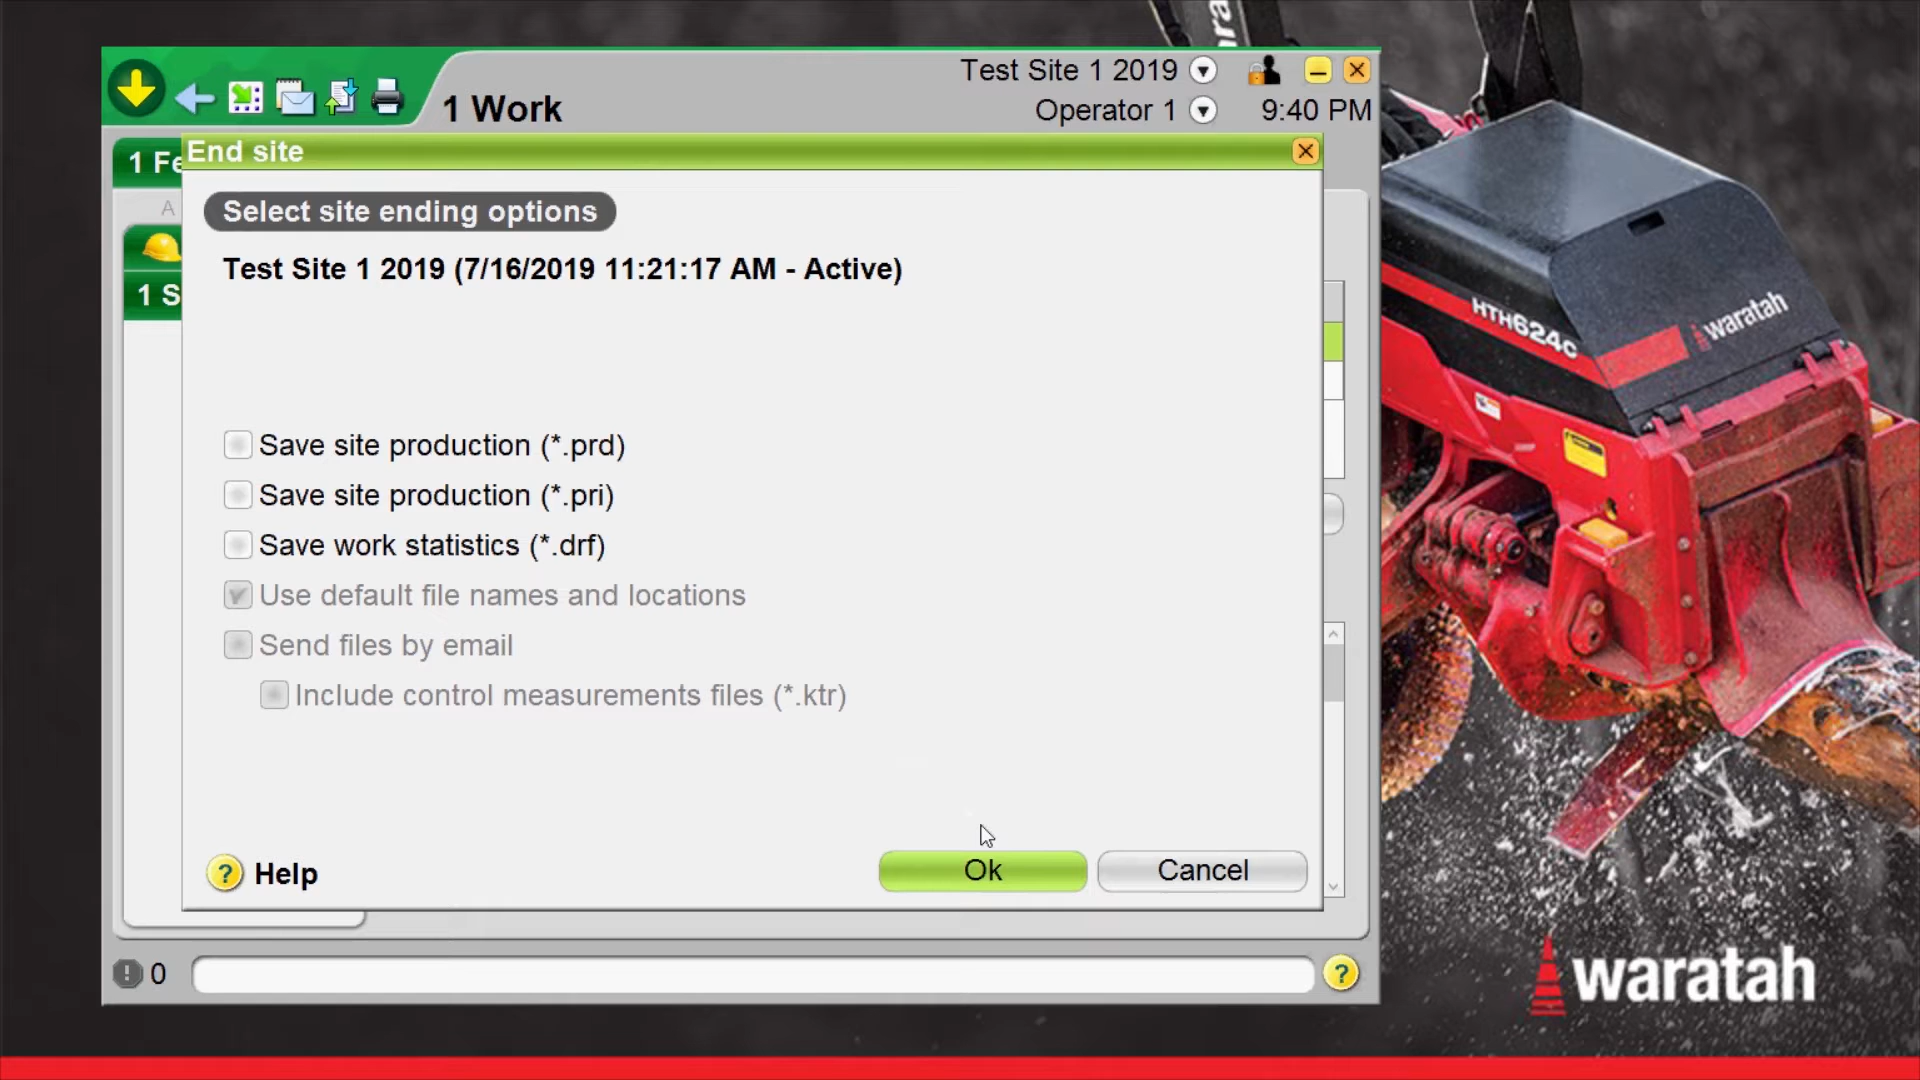 Test Site 1 2019
1 Work
Operator 1
9:40 PM
1 Fe
End site
A
Select site ending options
Test Site 1 2019 (7/16/2019 11:21:17 AM - Active)
1 S
Save site production (*.prd)
Save site production (*.pri)
Save work statistics (*.drf)
Use default file names and locations
Send files by email
Include control measurements files (*.ktr)
? Help
Ok
Cancel
! 0
?
HTH624C
waratah
waratah